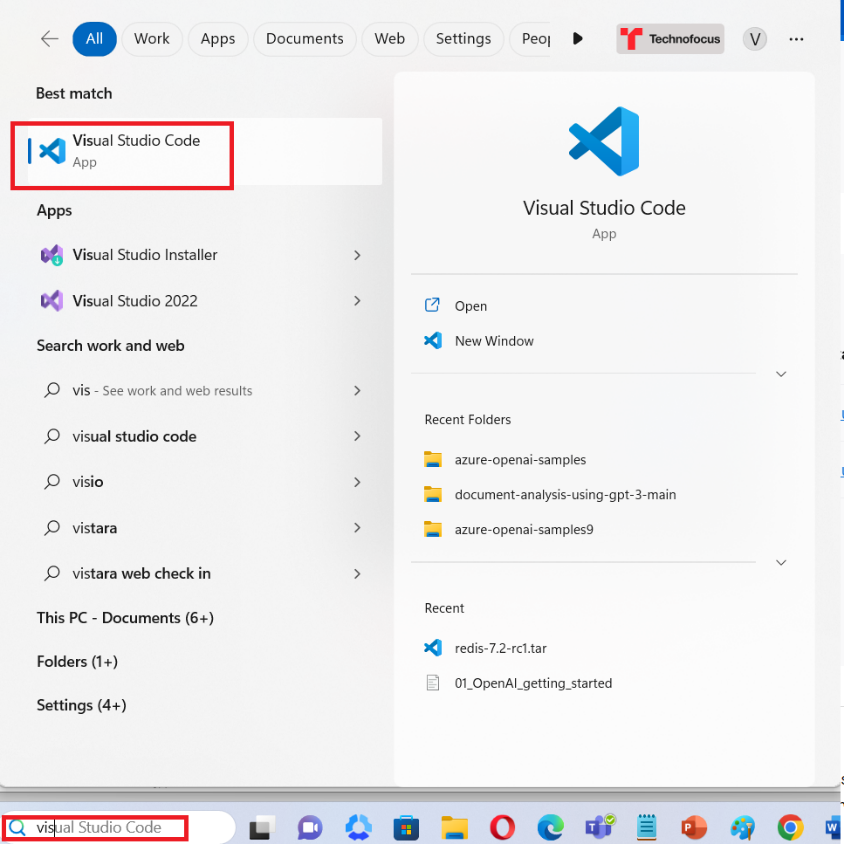 All
Work
Apps
Documents
Web
Settings
Technofocus
V
Best match
Visual Studio Code
App
Apps
Visual Studio Installer
Visual Studio 2022
Search work and web
vis - See work and web results
visual studio code
visio
vistara
vistara web check in
This PC - Documents (6+)
Folders (1+)
Settings (4+)
Visual Studio Code
App
Open
New Window
Recent Folders
azure-openai-samples
document-analysis-using-gpt-3-main
azure-openai-samples9
Recent
redis-7.2-rc1.tar
01_OpenAI_getting_started
visual Studio Code